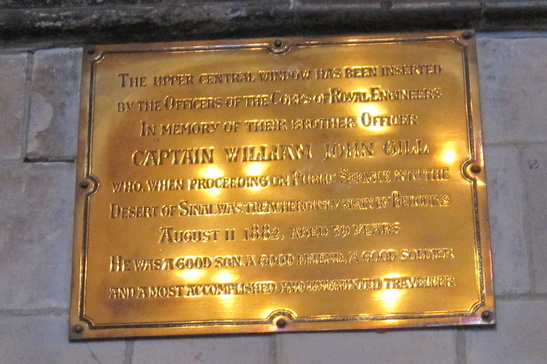 THE UPPER CENTRAL WINDOW HAS BEEN INSERTED
BY THE OFFICERS OF THE CORPS OF ROYAL ENGINEERS
IN MEMORY OF THEIR BROTHER OFFICER
CAPTAIN WILLIAM JOHN GILL
WHO, WHEN PROCEEDING ON PUBLIC SERVICE INTO THE
DESERT OF SINAI, WAS TREACHEROUSLY SLAIN BY BEDOUINS
AUGUST 11 1882, AGED 39 YEARS
HE WAS A GOOD SON, A GOOD FRIEND, A GOOD SOLDIER
AND A MOST ACCOMPLISHED AND UNDAUNTED TRAVELLER.